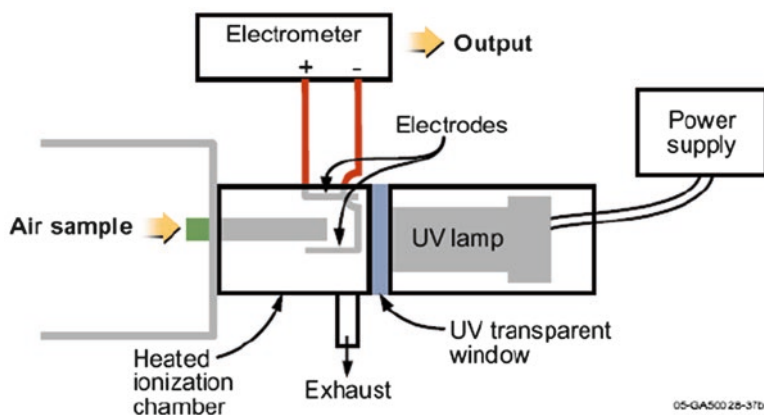 Electrometer
+ -
Output
Power
supply
Electrodes
Air sample
UV lamp
Heated
ionization
chamber
Exhaust
UV transparent
window
05-GA50028-37b